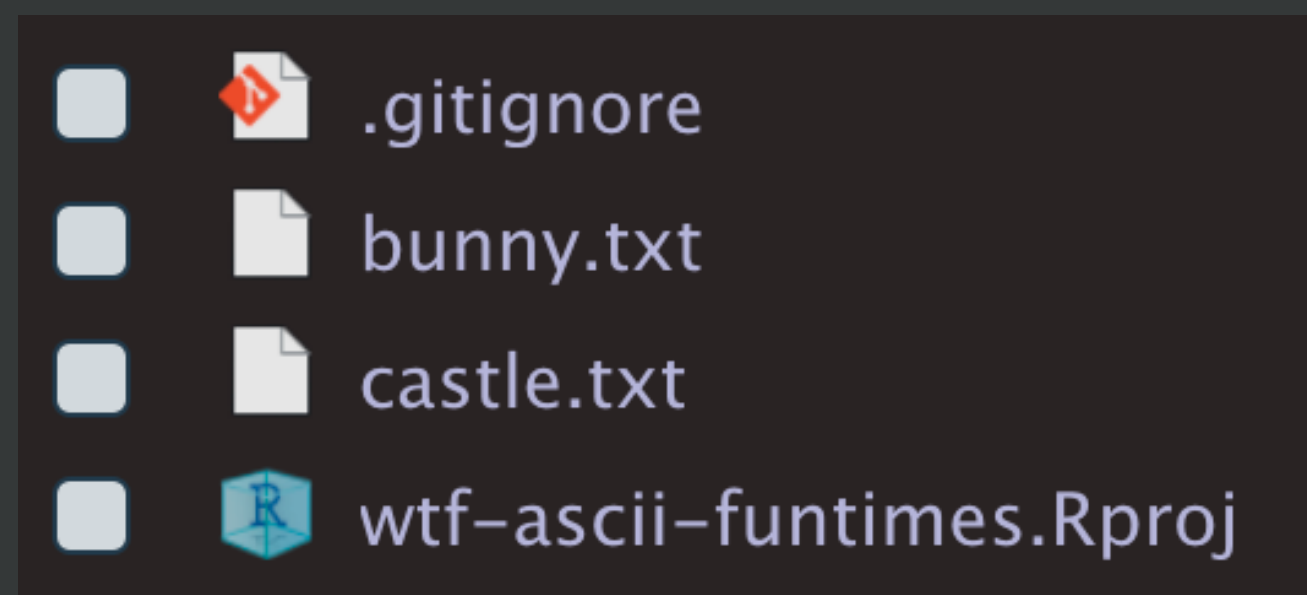 .gitignore
bunny.txt
castle.txt
R
wtf-ascii-funtimes.Rproj